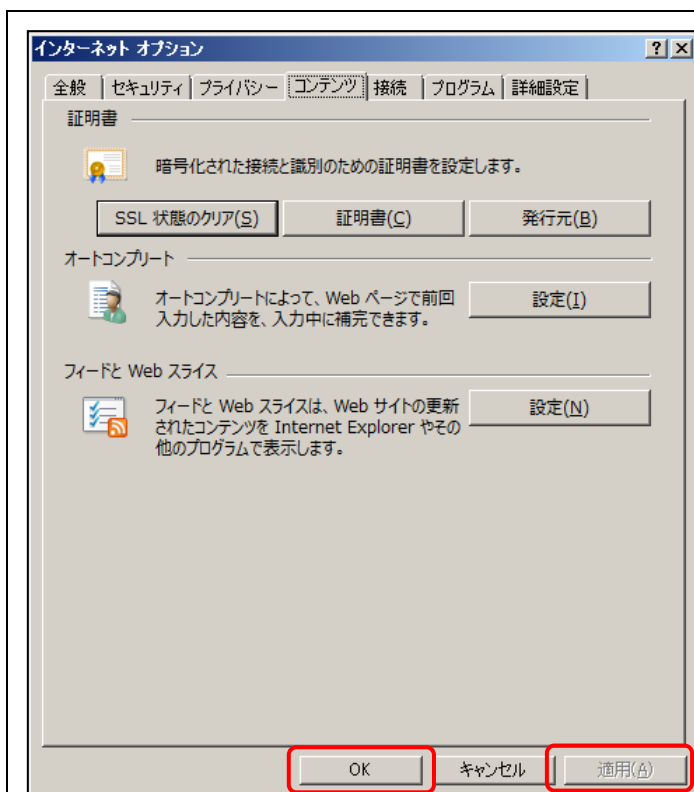 インターネット オプション
? ×
全般 セキュリティ プライバシー コンテンツ 接続 プログラム 詳細設定
証明書
暗号化された接続と識別のための証明書を設定します。
SSL 状態のクリア(S) 証明書(C) 発行元(B)
オートコンプリート
オートコンプリートによって、Web ページで前回
入力した内容を、入力中に補完できます。
設定(I)
フィードと Web スライス
フィードと Web スライスは、Web サイトの更新
されたコンテンツを Internet Explorer やその
他のプログラムで表示します。
設定(N)
OK キャンセル 適用(A)